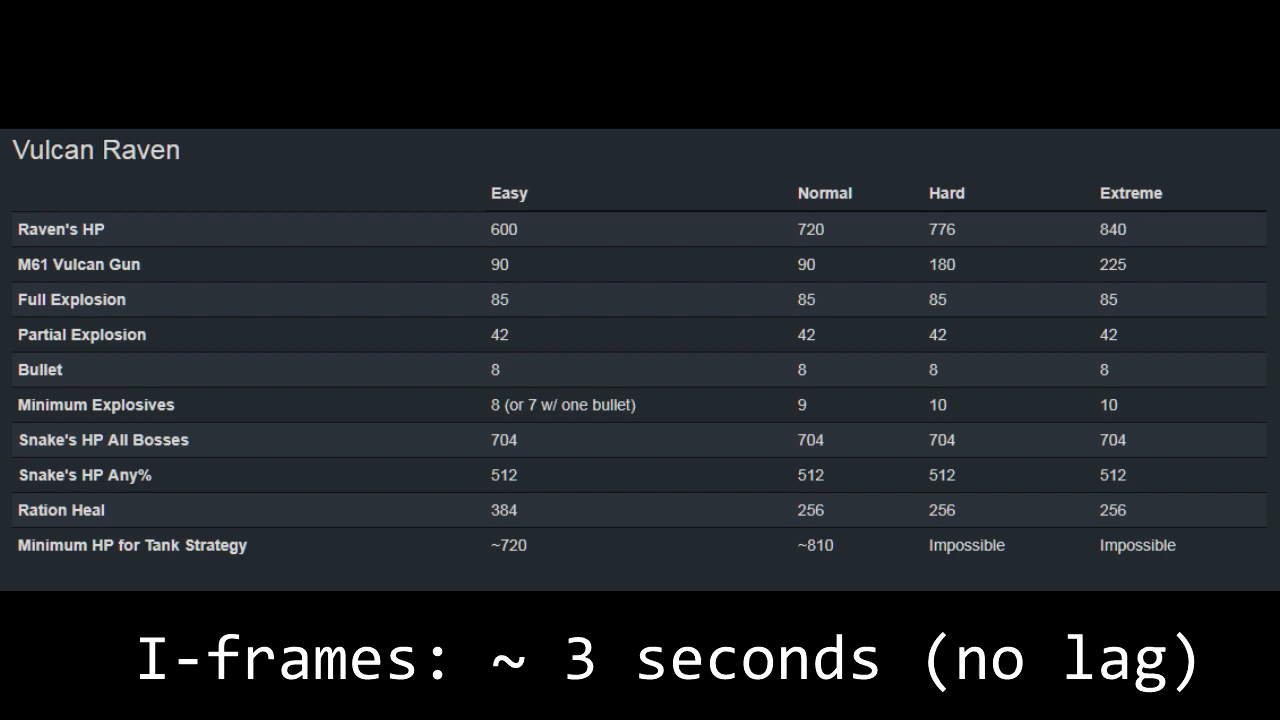 Vulcan Raven
Easy Normal Hard Extreme
Raven's HP 600 720 776 840
M61 Vulcan Gun 90 90 180 225
Full Explosion 85 85 85 85
Partial Explosion 42 42 42 42
Bullet 8 8 8 8
Minimum Explosives 8 (or 7 w/ one bullet) 9 10 10
Snake's HP All Bosses 704 704 704 704
Snake's HP Any% 512 512 512 512
Ration Heal 384 256 256 256
Minimum HP for Tank Strategy ~720 ~810 Impossible Impossible
I-frames: ~ 3 seconds (no lag)